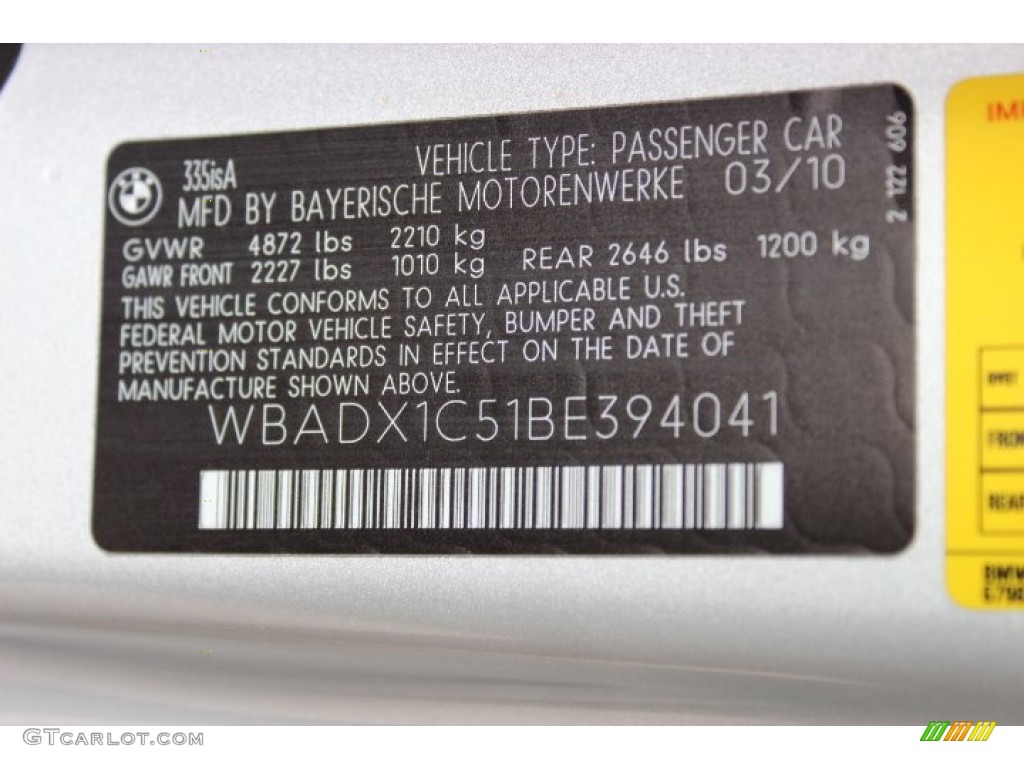 335isA
VEHICLE TYPE: PASSENGER CAR
MFD BY BAYERISCHE MOTORENWERKE 03/10
GVWR 4872 lbs 2210 kg
GAWR FRONT 2227 lbs 1010 kg REAR 2646 lbs 1200 kg
THIS VEHICLE CONFORMS TO ALL APPLICABLE U.S.
FEDERAL MOTOR VEHICLE SAFETY, BUMPER AND THEFT
PREVENTION STANDARDS IN EFFECT ON THE DATE OF
MANUFACTURE SHOWN ABOVE.
WBADX1C51BE394041
2 122 606
REAR
GTCARLOT.COM